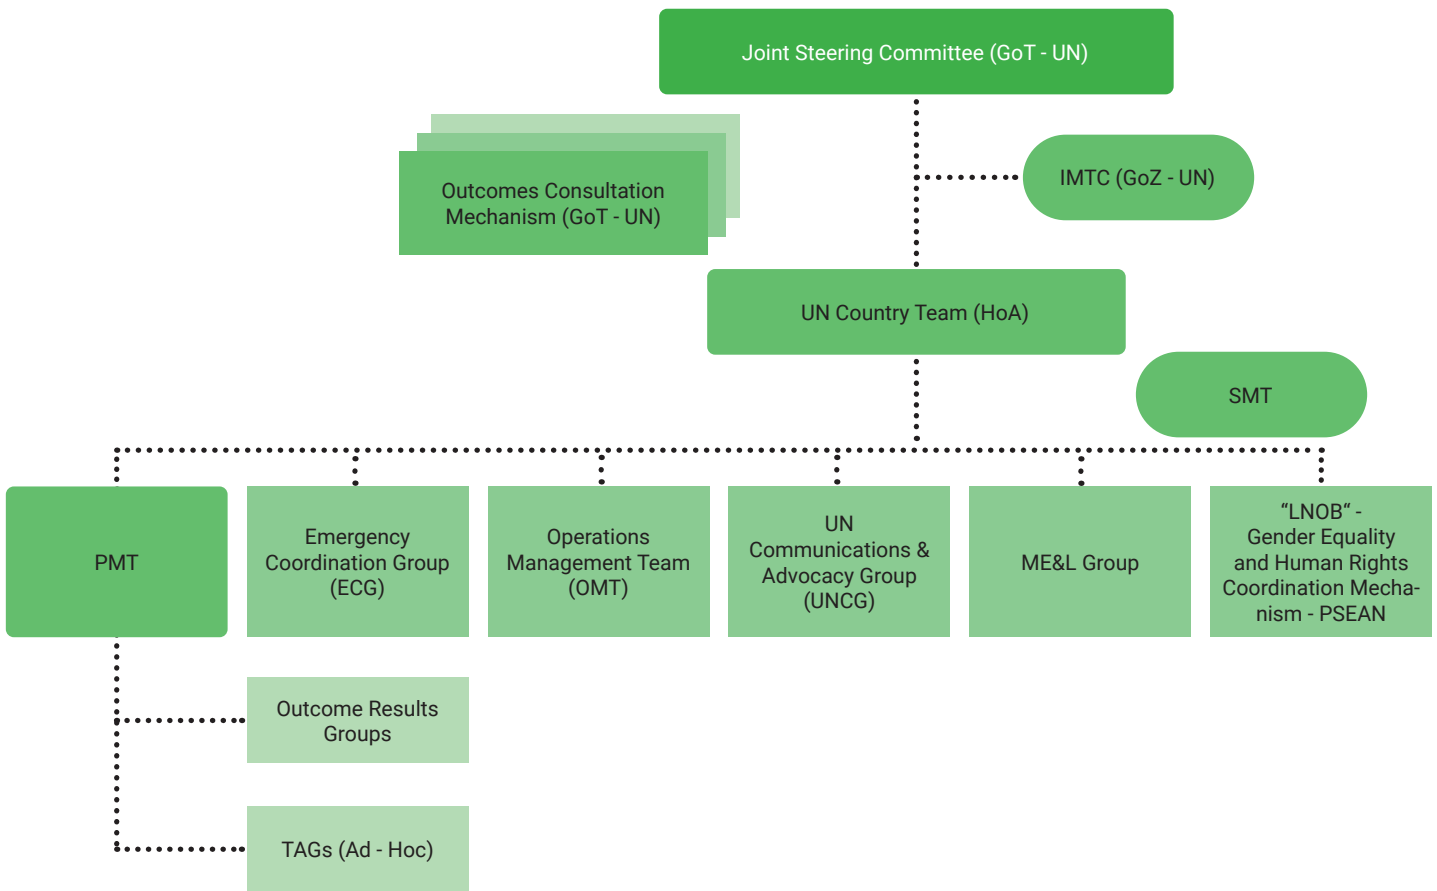 Joint Steering Committee (GoT - UN)
Outcomes Consultation
Mechanism (GoT - UN)
IMTC (GoZ - UN)
UN Country Team (HoA)
SMT
PMT
Emergency
Coordination Group
(ECG)
Operations
Management Team
(OMT)
UN
Communications &
Advocacy Group
(UNCG)
ME&L Group
“LNOB“ -
Gender Equality
and Human Rights
Coordination Mecha-
nism - PSEAN
Outcome Results
Groups
TAGs (Ad - Hoc)